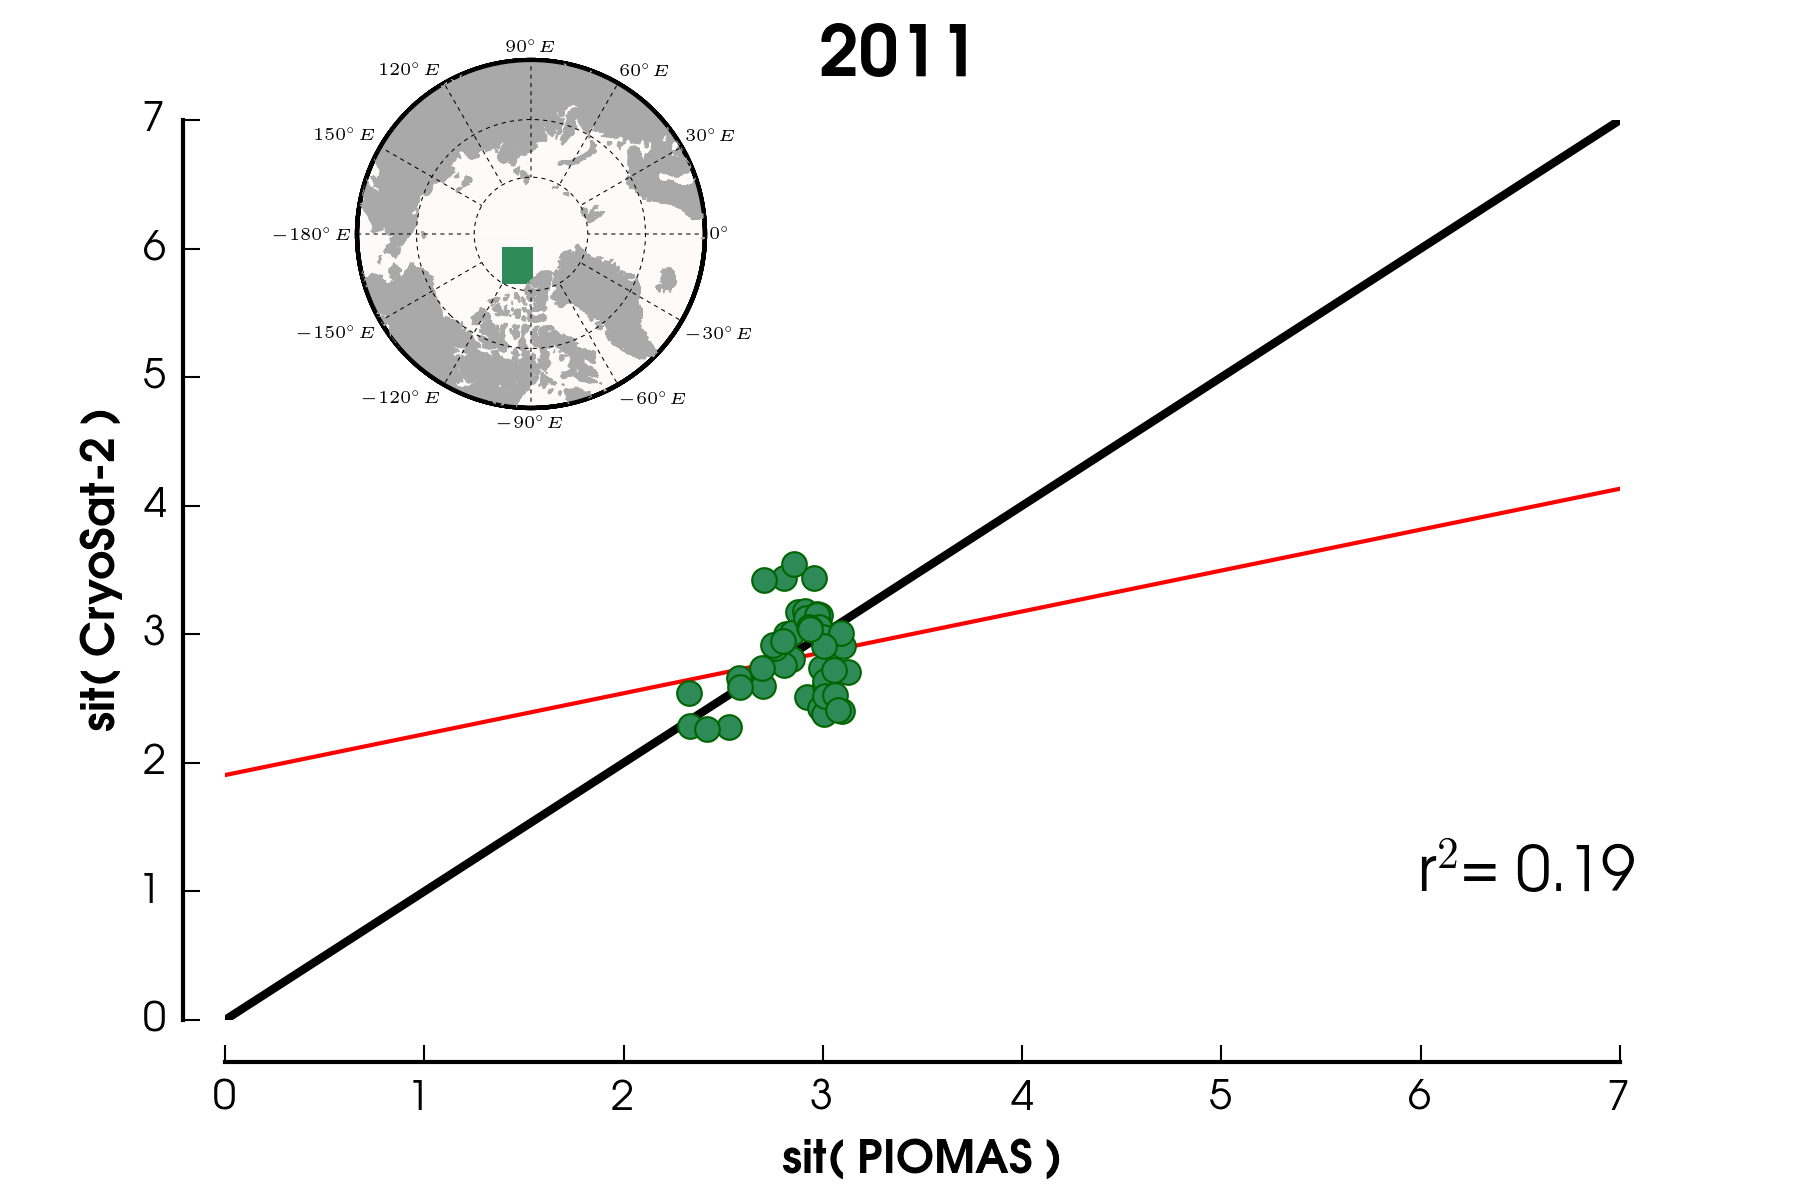 2011
90° E
120° E
60° E
150° E
30° E
−180° E
0°
−150° E
−30° E
−120° E
−60° E
−90° E
7
6
5
4
3
2
1
0
sit( CryoSat-2 )
r²= 0.19
0 1 2 3 4 5 6 7
sit( PIOMAS )